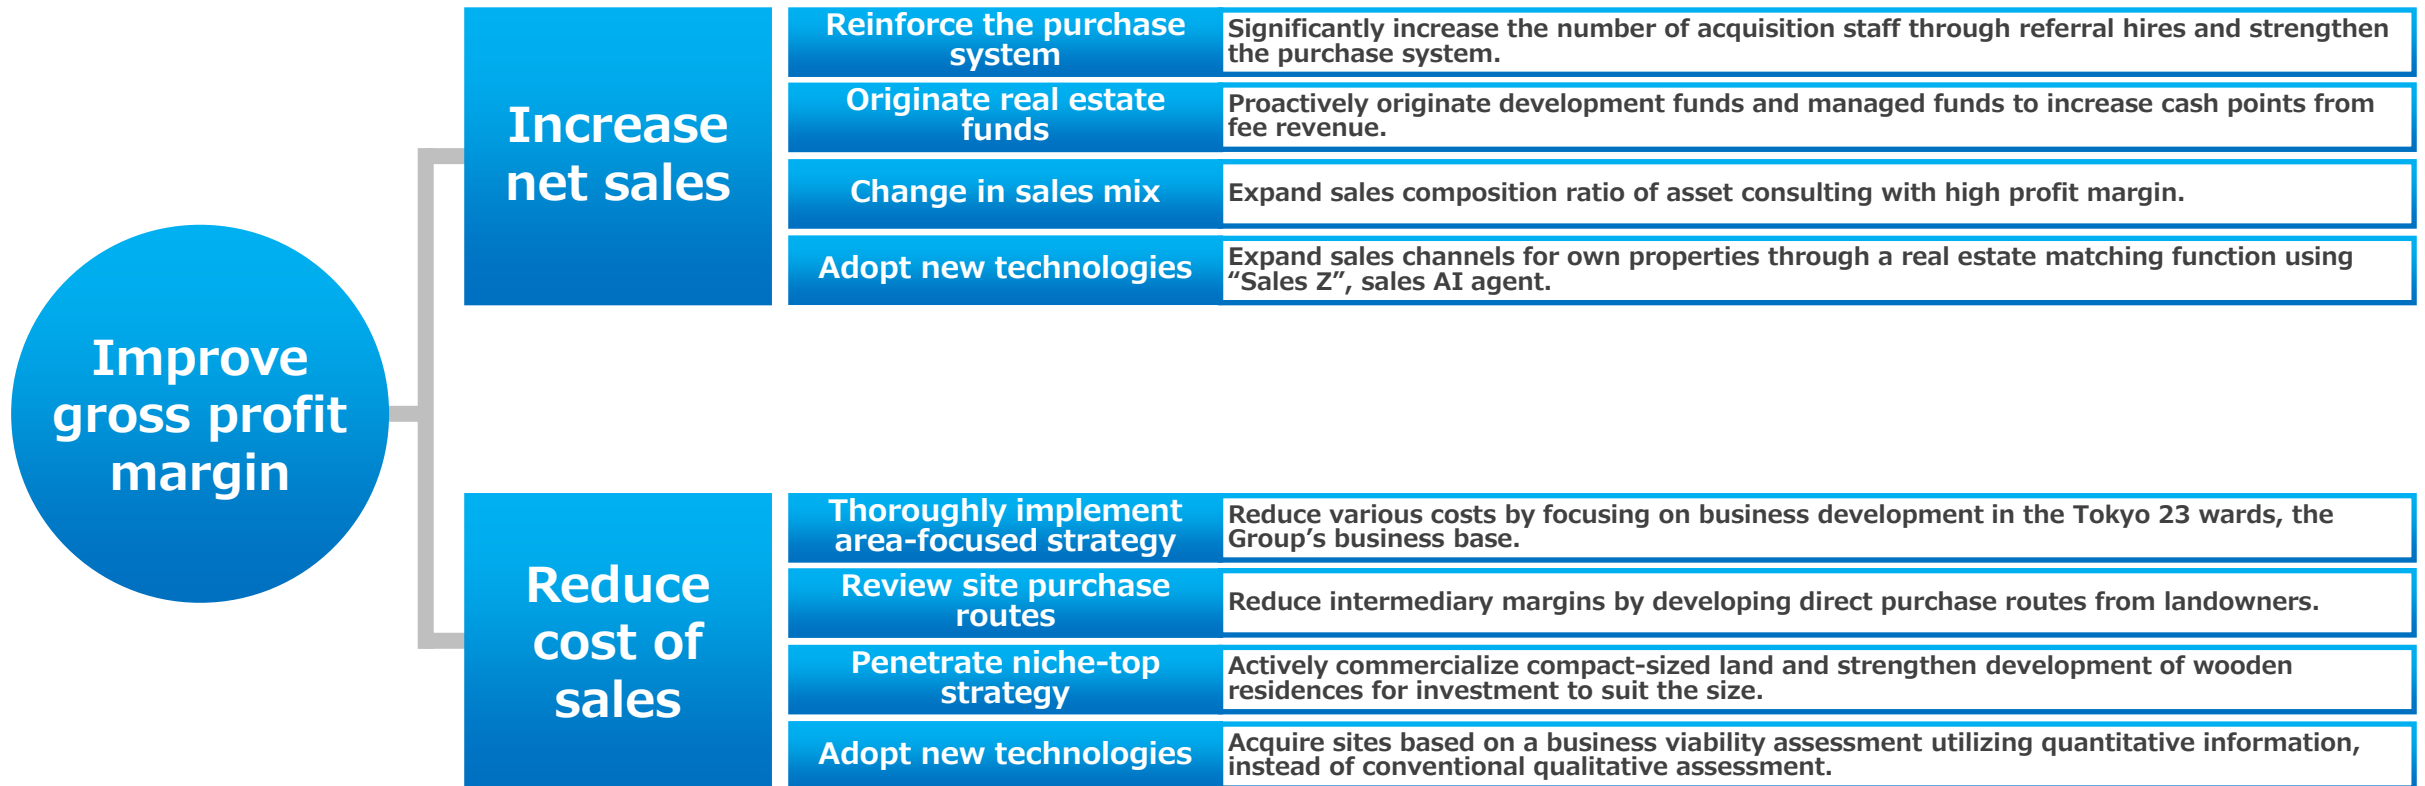 Improve
gross profit
margin
Increase
net sales
Reinforce the purchase
system
Significantly increase the number of acquisition staff through referral hires and strengthen
the purchase system.
Originate real estate
funds
Proactively originate development funds and managed funds to increase cash points from
fee revenue.
Change in sales mix
Expand sales composition ratio of asset consulting with high profit margin.
Adopt new technologies
Expand sales channels for own properties through a real estate matching function using
“Sales Z”, sales AI agent.
Reduce
cost of
sales
Thoroughly implement
area-focused strategy
Reduce various costs by focusing on business development in the Tokyo 23 wards, the
Group’s business base.
Review site purchase
routes
Reduce intermediary margins by developing direct purchase routes from landowners.
Penetrate niche-top
strategy
Actively commercialize compact-sized land and strengthen development of wooden
residences for investment to suit the size.
Adopt new technologies
Acquire sites based on a business viability assessment utilizing quantitative information,
instead of conventional qualitative assessment.